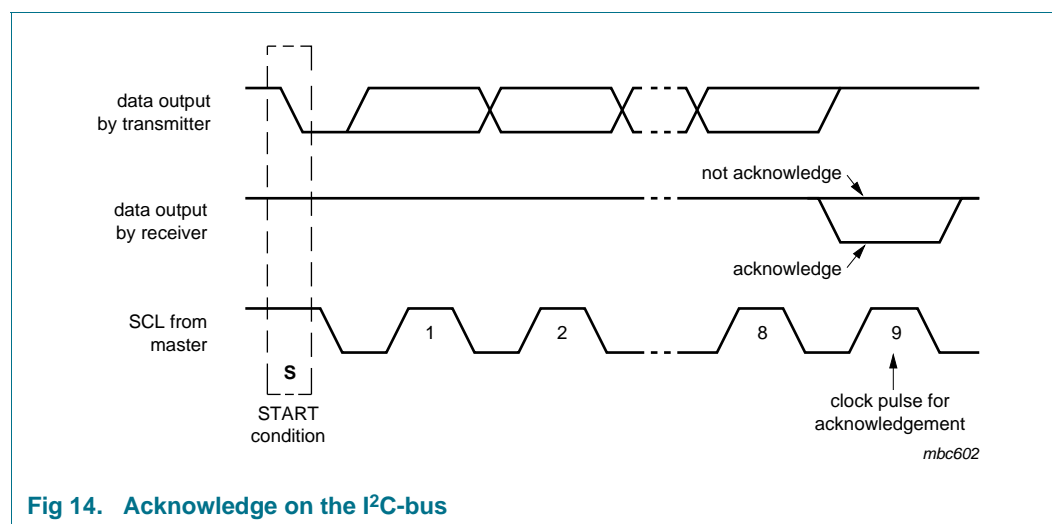 data output
by transmitter
not acknowledge
data output
by receiver
acknowledge
SCL from
master
1
2
8
9
S
START
condition
clock pulse for
acknowledgement
mbc602
Fig 14. Acknowledge on the I²C-bus